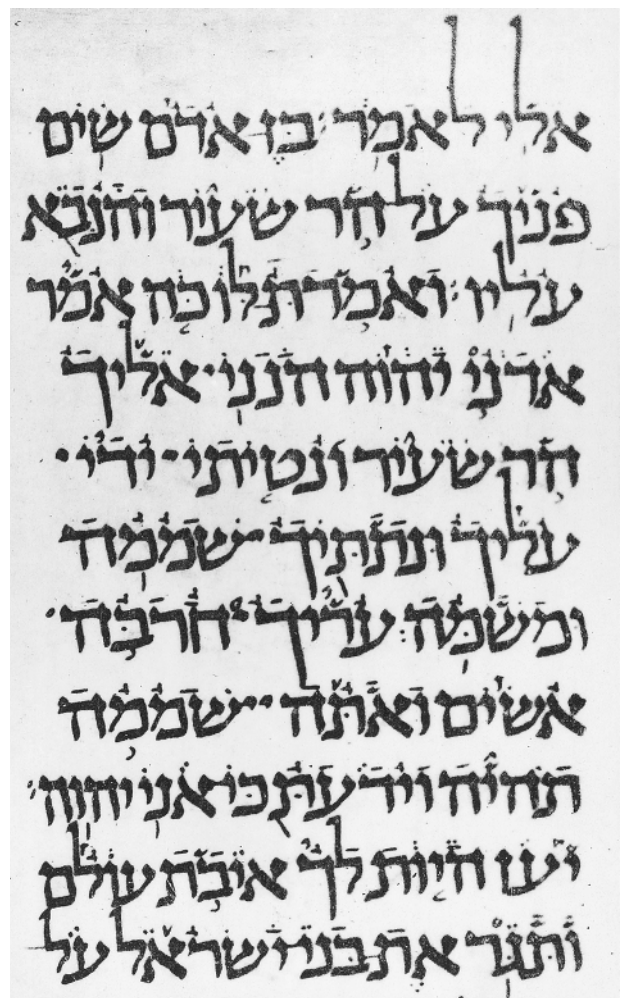 אלי לאמר : בן אדם שים
פניך על הר שעיר והנבא
עליו : ואמרת לו כה אמר
אדני יהוה הנני אליך
הר שעיר ונטיתי ידי
עליך ונתתיך שממה
ומשמה : עריך חרבה
אשים ואתה שממה
תהיה וידעת כי אני יהוה
יען היות לך איבת עולם
ותגר את בני ישראל על